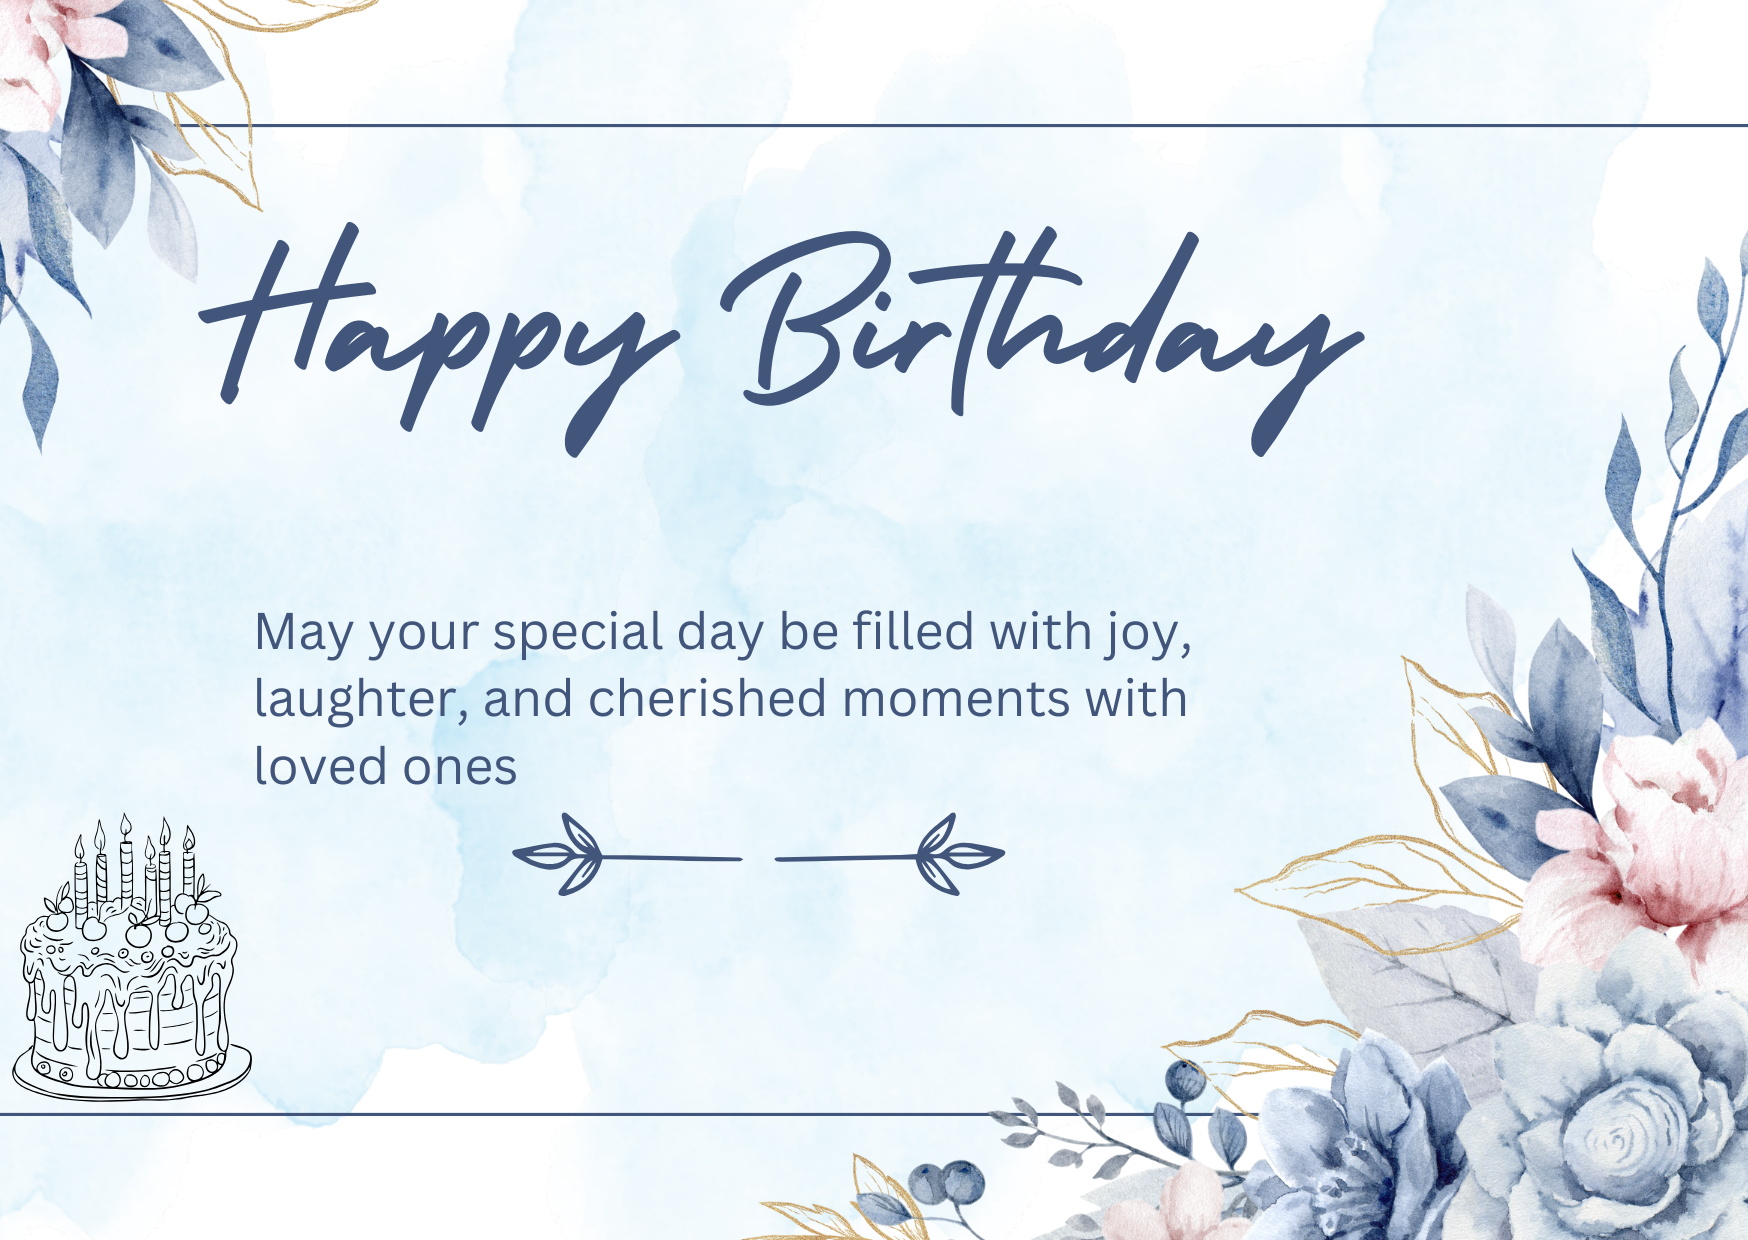 Happy Birthday
May your special day be filled with joy,
laughter, and cherished moments with
loved ones